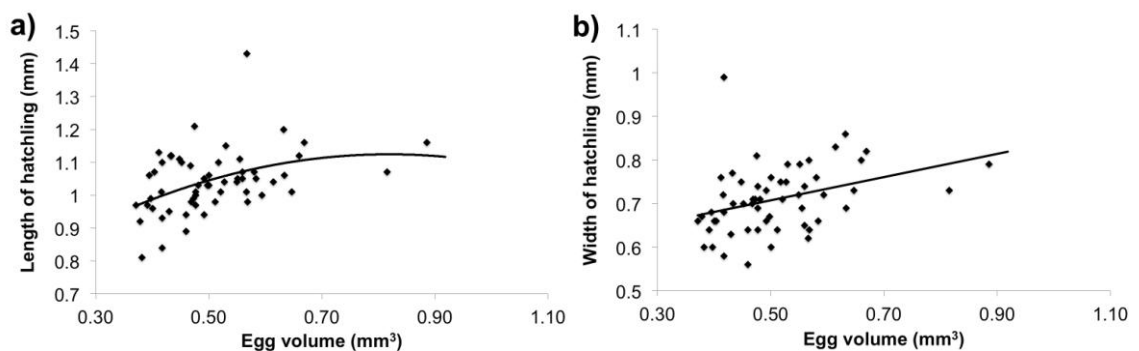 a)
Length of hatchling (mm)
1.5
1.4
1.3
1.2
1.1
1
0.9
0.8
0.7
0.30 0.50 0.70 0.90 1.10
Egg volume (mm³)
b)
Width of hatchling (mm)
1.1
1
0.9
0.8
0.7
0.6
0.5
0.30 0.50 0.70 0.90 1.10
Egg volume (mm³)